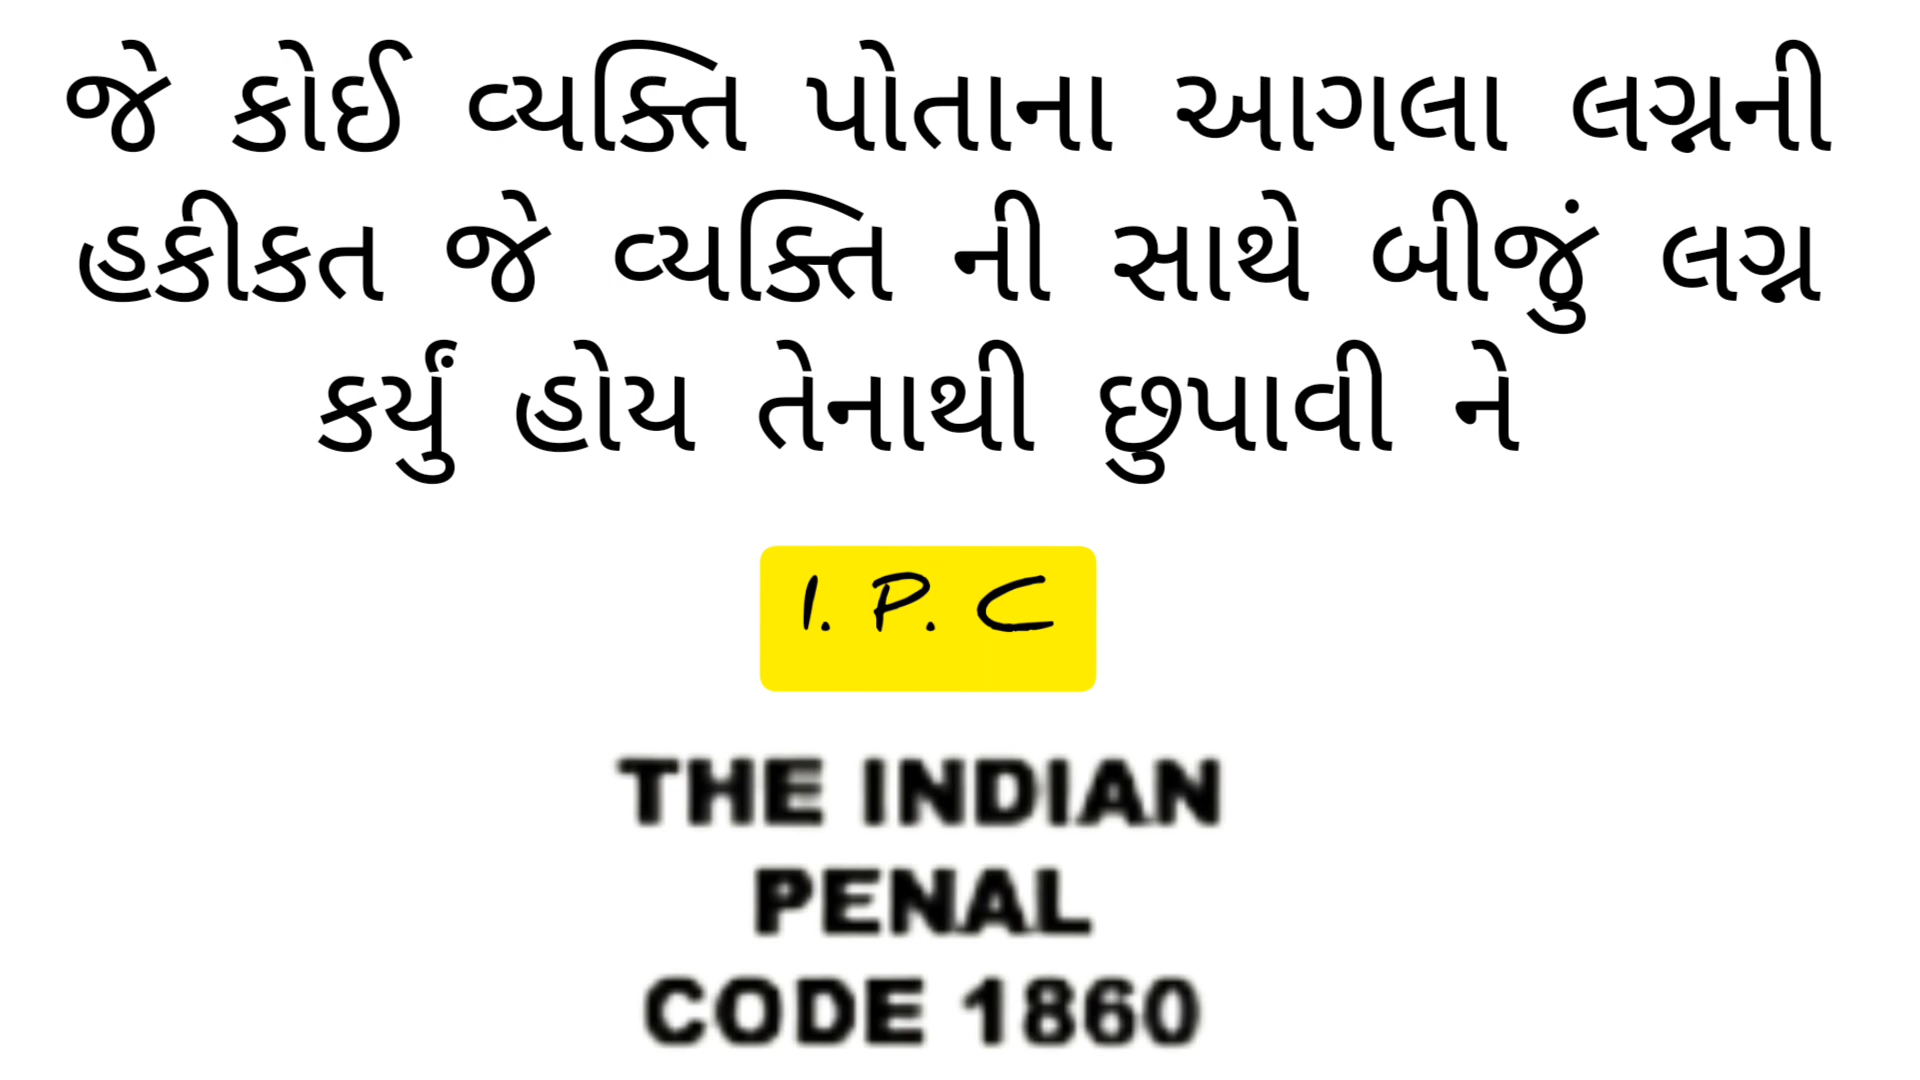 જે કોઈ વ્યક્તિ પોતાના આગલા લગ્નની
હકીકત જે વ્યક્તિ ની સાથે બીજું લગ્ન
કર્યું હોય તેનાથી છુપાવી ને
I. P. C
THE INDIAN
PENAL
CODE 1860